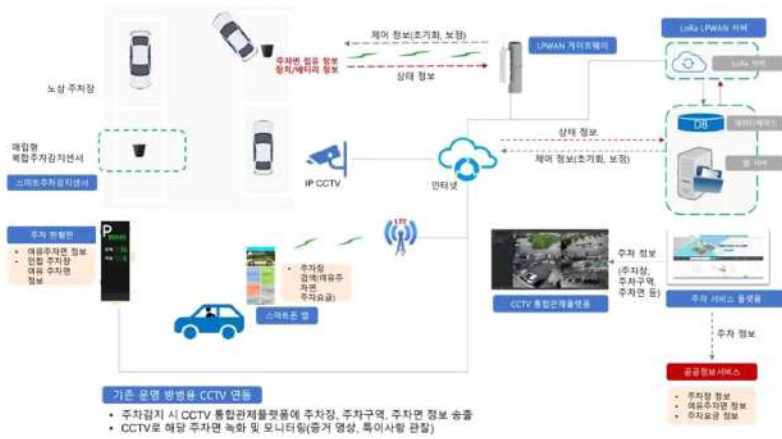 제어 정보(초기화, 보정)
LPWAN 게이트웨이
LoRa LPWAN 서버
LoRa 서버
주차면 점유 정보
장치/배터리 정보
상태 정보
노상 주차장
DB
데이터베이스
상태 정보
제어 정보(초기화, 보정)
웹 서버
매립형
복합주차감지센서
스마트주차감지센서
IP CCTV
인터넷
LTE
주차 현황판
• 여유주차면 정보
• 인접 주차장
여유 주차면
정보
P
• 주차장
검색(여유주
차면,
주차요금)
스마트폰 앱
주차 정보
(주차장,
주차구역,
주차면 등)
CCTV 통합관제플랫폼
주차 서비스 플랫폼
주차 정보
공공정보서비스
• 주차장 정보
• 여유주차면 정보
• 주차요금 정보
기존 운영 방범용 CCTV 연동
• 주차감지 시 CCTV 통합관제플랫폼에 주차장, 주차구역, 주차면 정보 송출
• CCTV로 해당 주차면 녹화 및 모니터링(증거 영상, 특이사항 관찰)